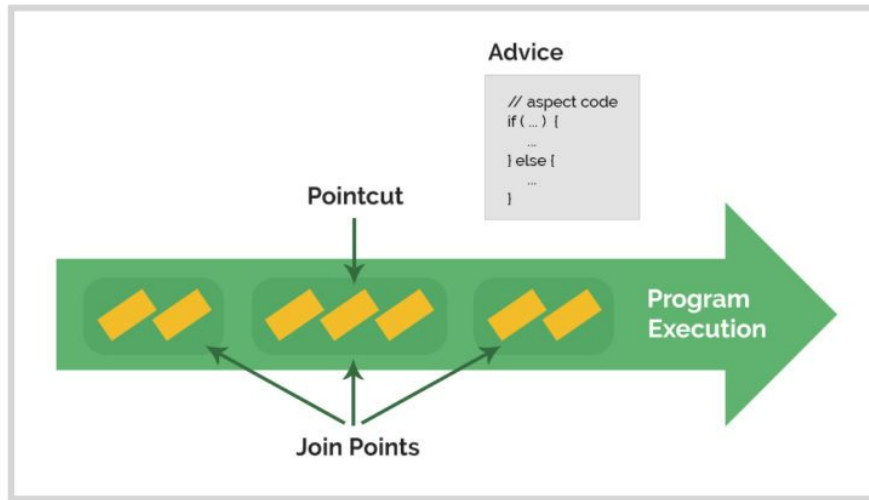 Advice
// aspect code
if ( ... ) {
...
} else {
...
}
Pointcut
Program
Execution
Join Points